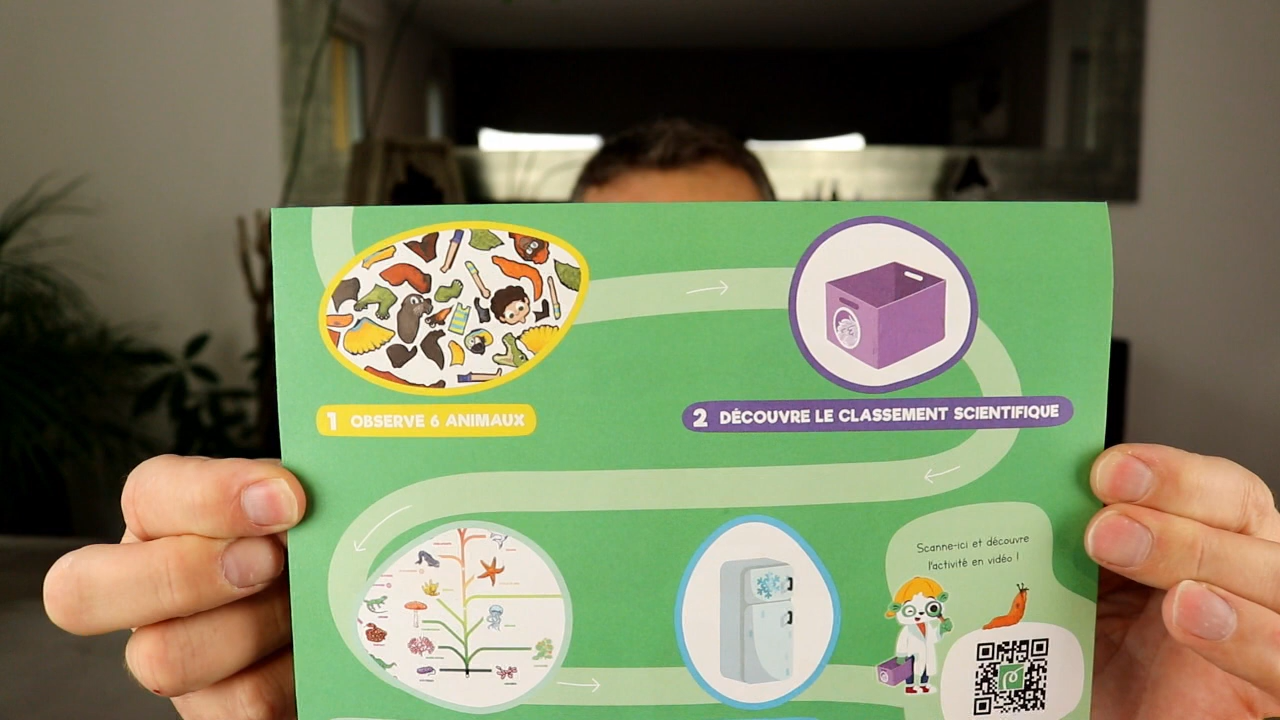 1 OBSERVE 6 ANIMAUX
2 DÉCOUVRE LE CLASSEMENT SCIENTIFIQUE
Scanne-ici et découvre
l'activité en vidéo !